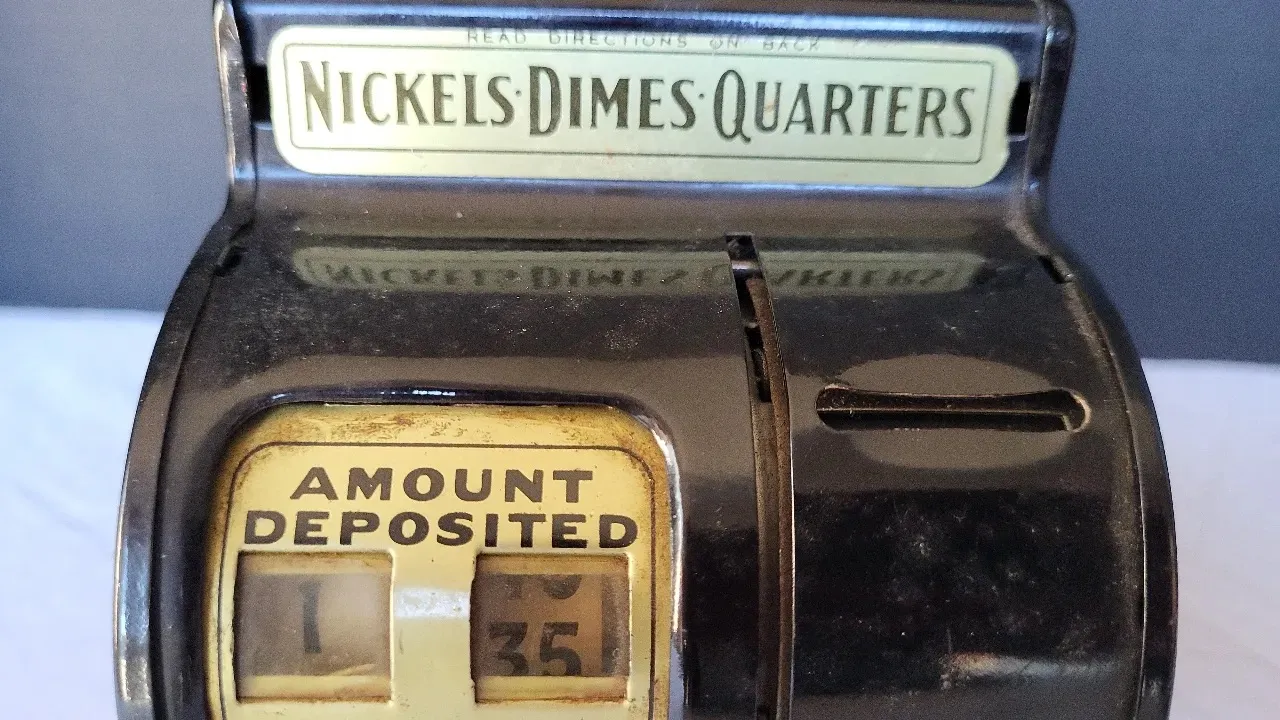 READ DIRECTIONS ON BACK
NICKELS·DIMES·QUARTERS
AMOUNT
DEPOSITED
1 35